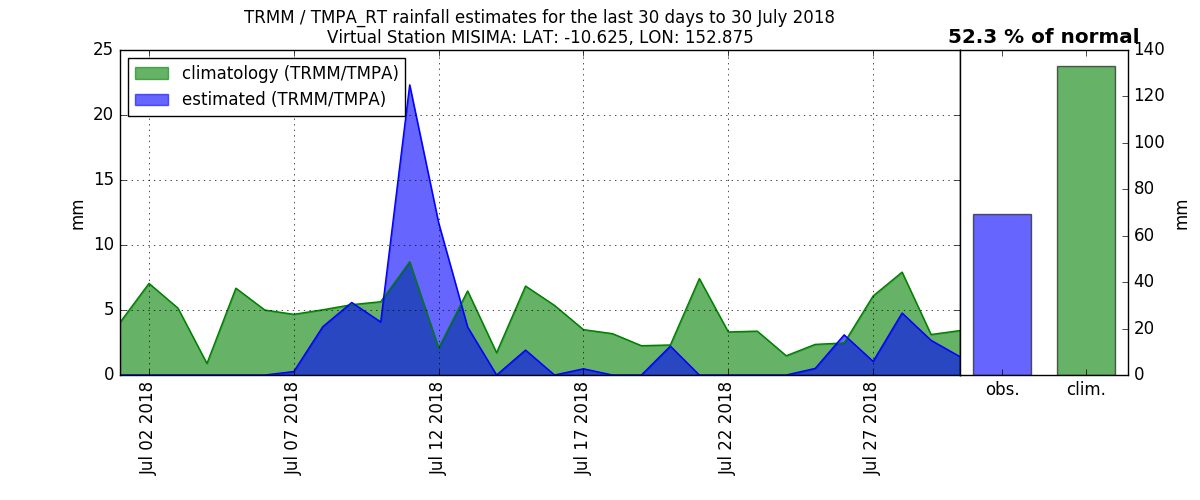 TRMM / TMPA_RT rainfall estimates for the last 30 days to 30 July 2018
Virtual Station MISIMA: LAT: -10.625, LON: 152.875
52.3 % of normal
climatology (TRMM/TMPA)
estimated (TRMM/TMPA)
25
20
15
10
5
0
mm
Jul 02 2018
Jul 07 2018
Jul 12 2018
Jul 17 2018
Jul 22 2018
Jul 27 2018
obs.
clim.
140
120
100
80
60
40
20
0
mm